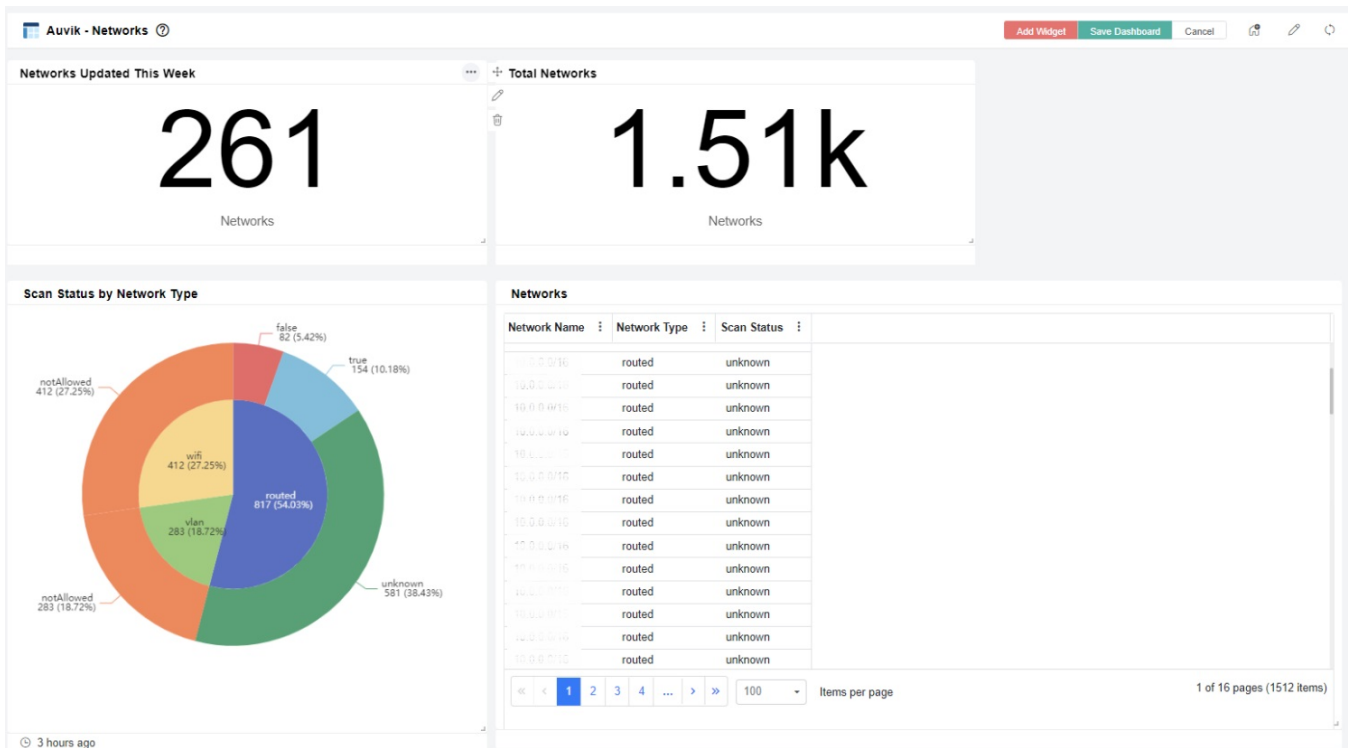 Auvik - Networks
Add Widget Save Dashboard Cancel
Networks Updated This Week
261
Networks
Total Networks
1.51k
Networks
Scan Status by Network Type
false
82 (5.42%)
true
154 (10.18%)
notAllowed
412 (27.25%)
wifi
412 (27.25%)
routed
817 (54.03%)
vlan
283 (18.72%)
unknown
581 (38.43%)
notAllowed
283 (18.72%)
3 hours ago
Networks
Network Name Network Type Scan Status
routed unknown
routed unknown
routed unknown
routed unknown
routed unknown
routed unknown
routed unknown
routed unknown
routed unknown
routed unknown
routed unknown
routed unknown
routed unknown
routed unknown
« ‹ 1 2 3 4 ... › » 100 Items per page 1 of 16 pages (1512 items)